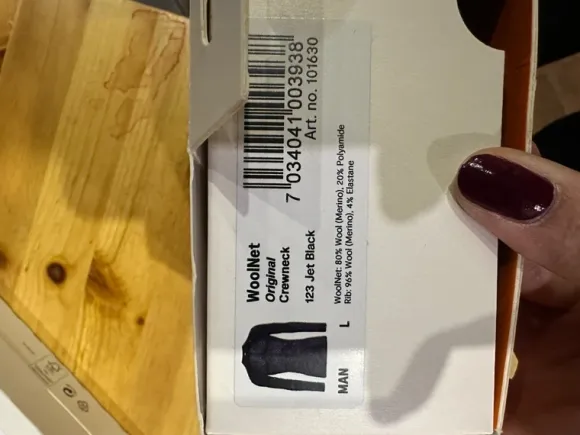 WoolNet
Original
Crewneck
123 Jet Black
7 034041 003938
Art. no. 101630
WoolNet: 80% Wool (Merino), 20% Polyamide
Rib: 96% Wool (Merino), 4% Elastane
MAN L